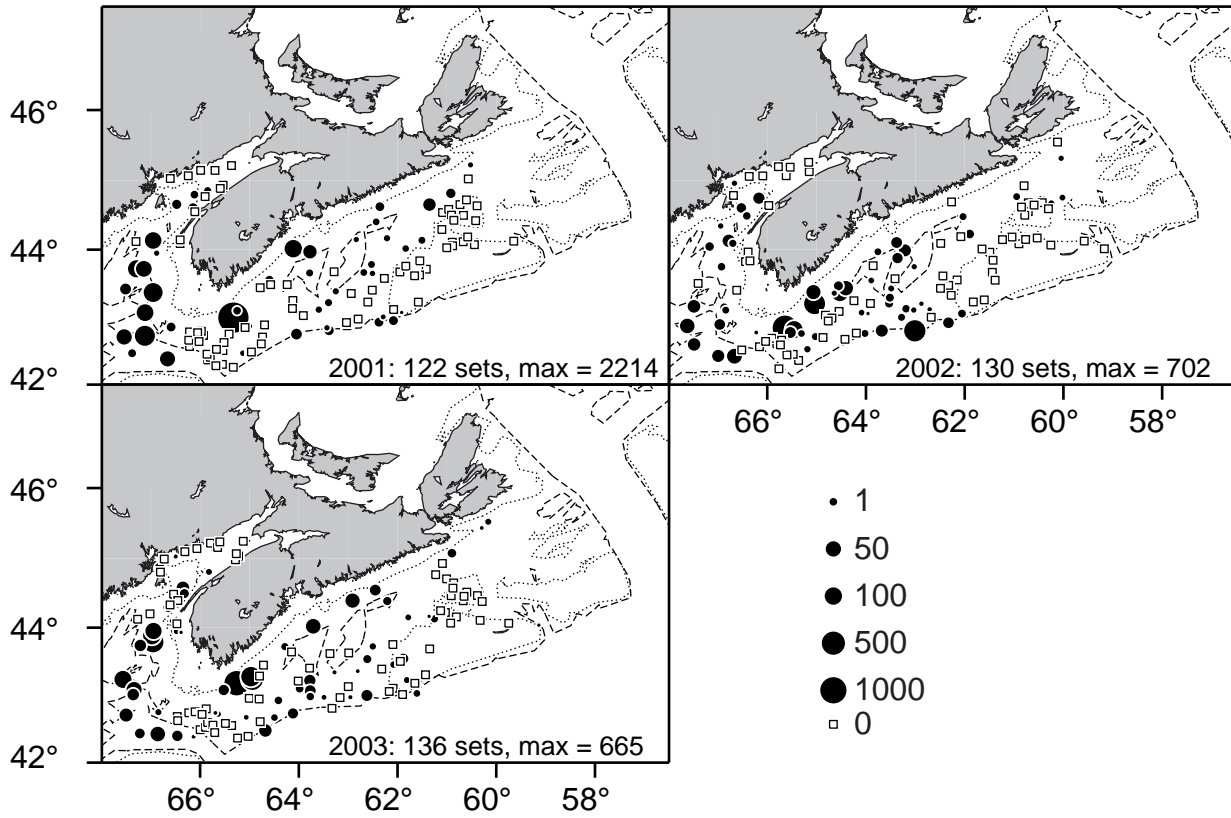 46°
44°
42°
2001: 122 sets, max = 2214
2002: 130 sets, max = 702
66° 64° 62° 60° 58°
46°
44°
42°
2003: 136 sets, max = 665
66° 64° 62° 60° 58°
1
50
100
500
1000
0